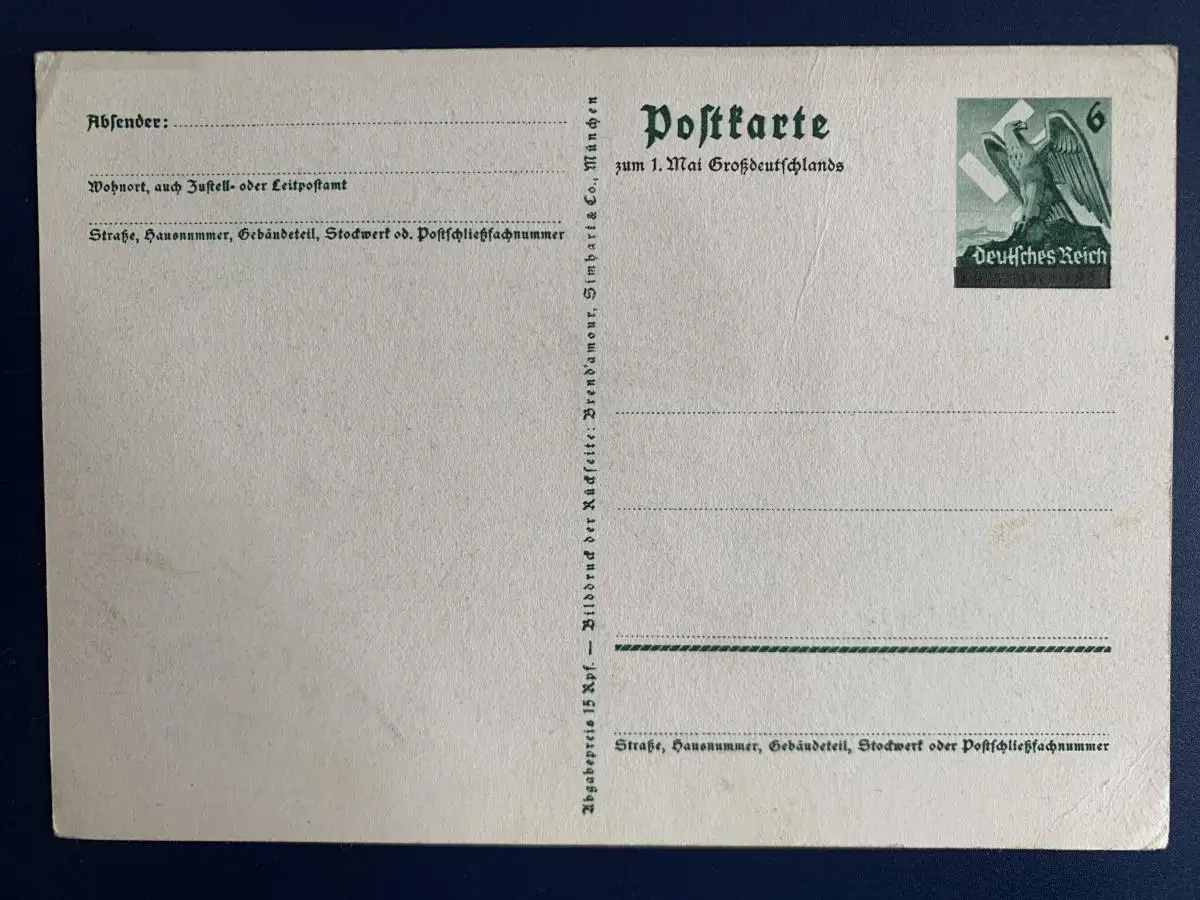 Absender:
Wohnort, auch Zustell- oder Leitpostamt
Straße, Hausnummer, Gebäudeteil, Stockwerk od. Postschließfachnummer
Abgabepreis 15 Rpf. — Bilddruck der Rückseite: Brend'amour, Simhart & Co., München
Postkarte
zum 1. Mai Großdeutschlands
6
Deutsches Reich
Straße, Hausnummer, Gebäudeteil, Stockwerk oder Postschließfachnummer